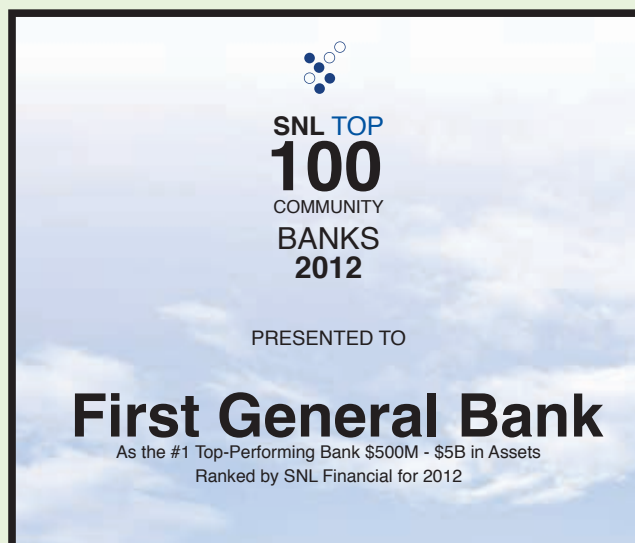 SNL TOP
100
COMMUNITY
BANKS
2012
PRESENTED TO
First General Bank
As the #1 Top-Performing Bank $500M - $5B in Assets
Ranked by SNL Financial for 2012